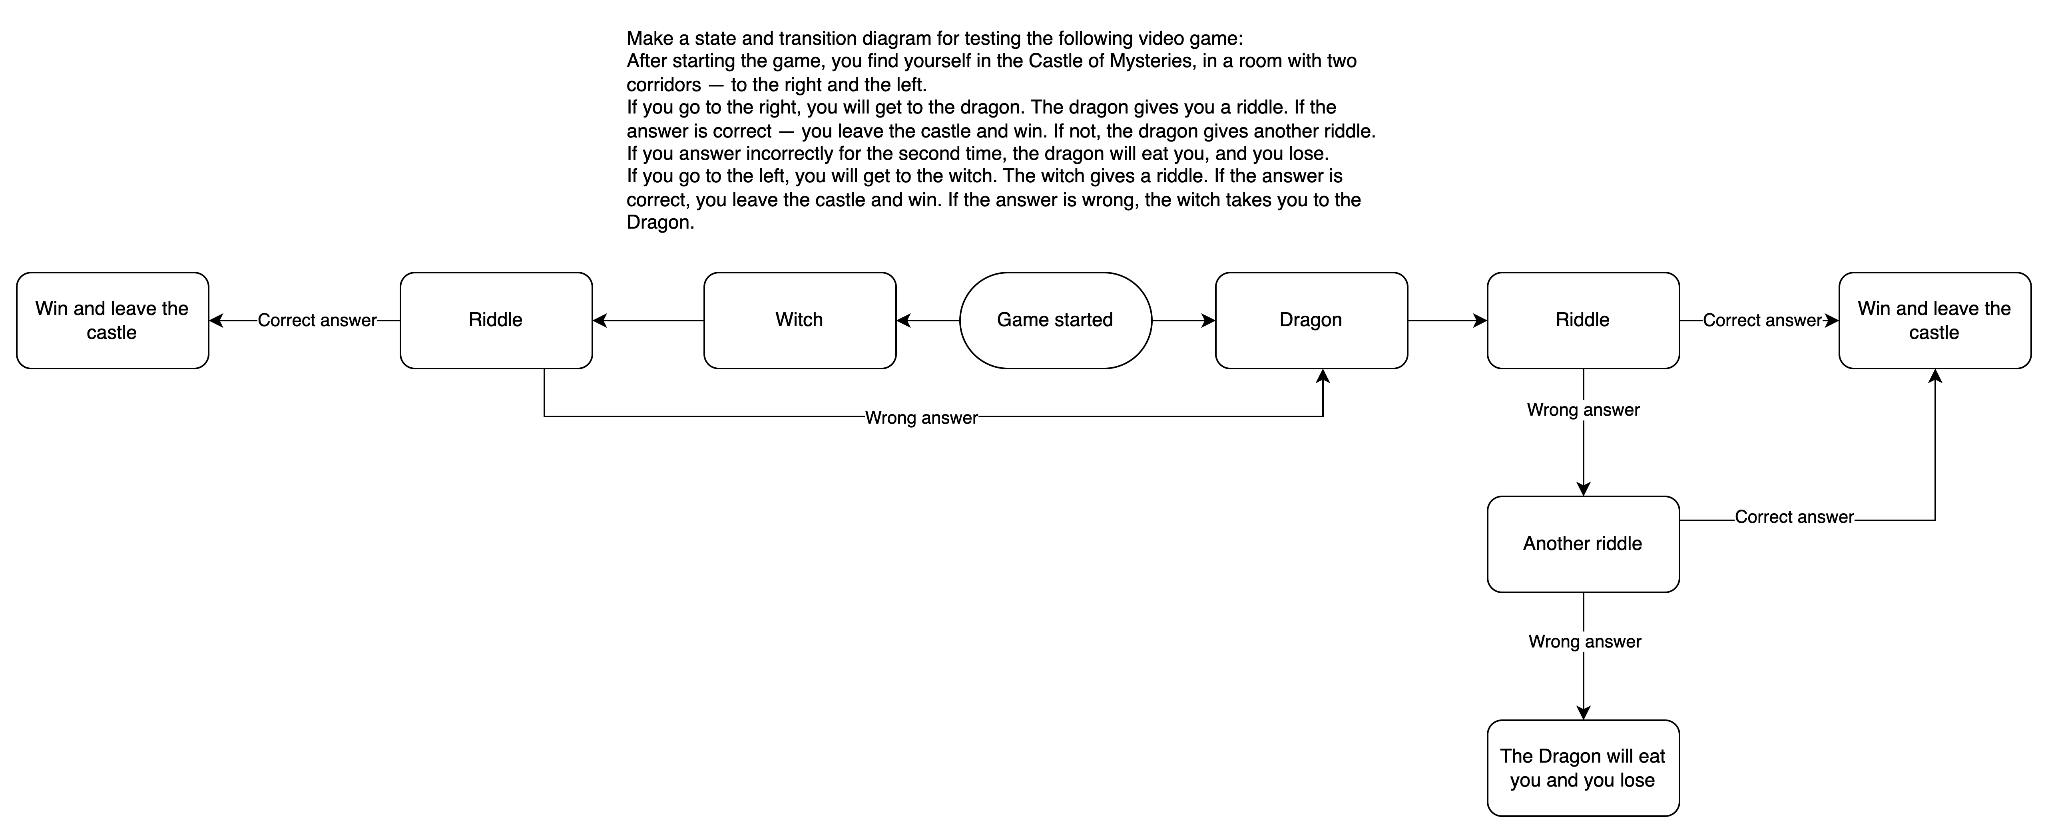 Make a state and transition diagram for testing the following video game:
After starting the game, you find yourself in the Castle of Mysteries, in a room with two
corridors — to the right and the left.
If you go to the right, you will get to the dragon. The dragon gives you a riddle. If the
answer is correct — you leave the castle and win. If not, the dragon gives another riddle.
If you answer incorrectly for the second time, the dragon will eat you, and you lose.
If you go to the left, you will get to the witch. The witch gives a riddle. If the answer is
correct, you leave the castle and win. If the answer is wrong, the witch takes you to the
Dragon.
Win and leave the
castle
Correct answer
Riddle
Witch
Game started
Dragon
Riddle
Correct answer
Win and leave the
castle
Wrong answer
Wrong answer
Another riddle
Correct answer
Wrong answer
The Dragon will eat
you and you lose